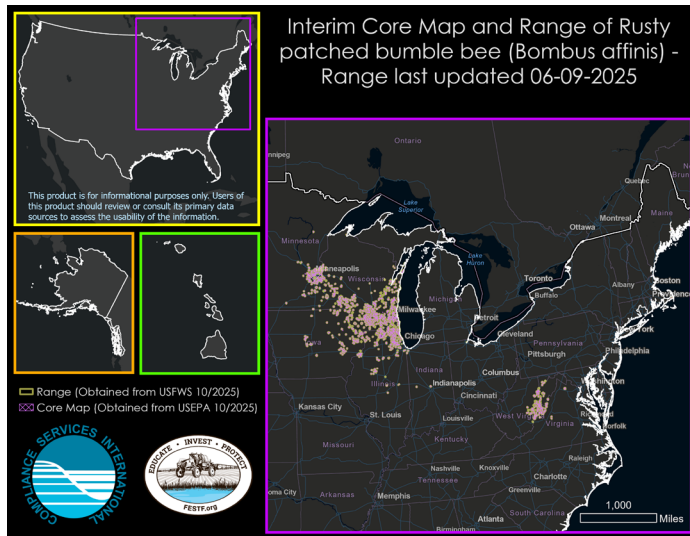 Interim Core Map and Range of Rusty
patched bumble bee (Bombus affinis) -
Range last updated 06-09-2025
This product is for informational purposes only. Users of
this product should review or consult its primary data
sources to assess the usability of the information.
Range (Obtained from USFWS 10/2025)
Core Map (Obtained from USEPA 10/2025)
COMPLIANCE SERVICES INTERNATIONAL
EDUCATE • INVEST • PROTECT
FESTF.org
Ontario
nnipeg
Quebec
Lake
Superior
Maine
Montreal
Ottawa
Minnesota
Lake
Huron
Wisconsin
Toronto
Albany
Boston
Buffalo
Michigan
Milwaukee
Detroit
Chicago
Cleveland
Pennsylvania
Pittsburgh
Philadelphia
Illinois
Indiana
Indianapolis
Columbus
Washington
Kansas City
St. Louis
Cincinnati
Louisville
West Virginia
Virginia
Norfolk
Missouri
Kentucky
Raleigh
Nashville
Knoxville
Tennessee
Charlotte
Greenville
oma City
Arkansas
Memphis
Atlanta
South Carolina
Birmingham
1,000
Miles